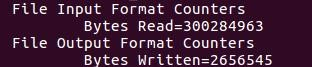 File Input Format Counters
Bytes Read=300284963
File Output Format Counters
Bytes Written=2656545